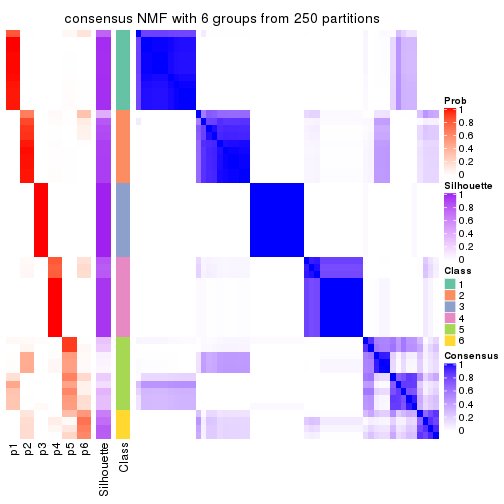 consensus NMF with 6 groups from 250 partitions
Prob
1
0.8
0.6
0.4
0.2
0
Silhouette
1
0.8
0.6
0.4
0.2
0
Class
1
2
3
4
5
6
Consensus
1
0.8
0.6
0.4
0.2
0
p1
p2
p3
p4
p5
p6
Silhouette
Class